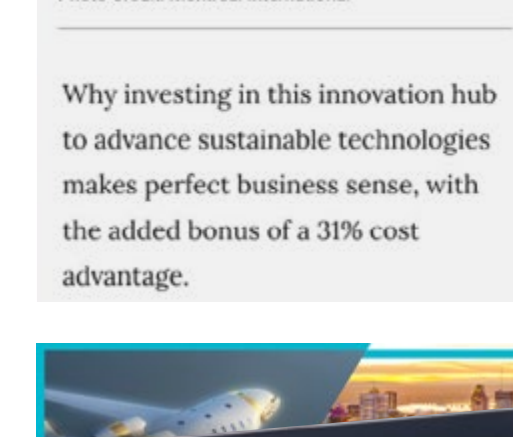 Why investing in this innovation hub
to advance sustainable technologies
makes perfect business sense, with
the added bonus of a 31% cost
advantage.